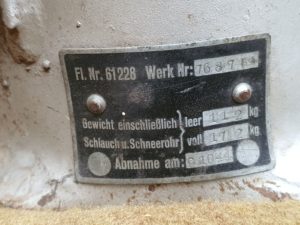 Fl. Nr. 61228 Werk Nr:
Gewicht einschließlich } leer kg
Schlauch u. Schneerohr } voll kg
Abnahme am: